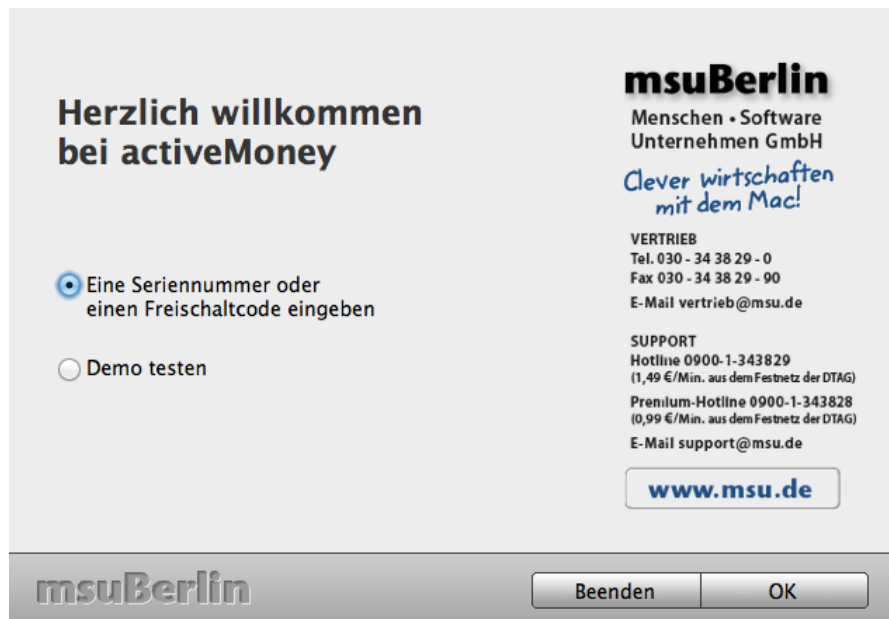 Herzlich willkommen
bei activeMoney
Eine Seriennummer oder
einen Freischaltcode eingeben
Demo testen
msuBerlin
Menschen • Software
Unternehmen GmbH
Clever wirtschaften
mit dem Mac!
VERTRIEB
Tel. 030 - 34 38 29 - 0
Fax 030 - 34 38 29 - 90
E-Mail vertrieb@msu.de
SUPPORT
Hotline 0900-1-343829
(1,49 €/Min. aus dem Festnetz der DTAG)
Premium-Hotline 0900-1-343828
(0,99 €/Min. aus dem Festnetz der DTAG)
E-Mail support@msu.de
www.msu.de
msuBerlin
Beenden
OK